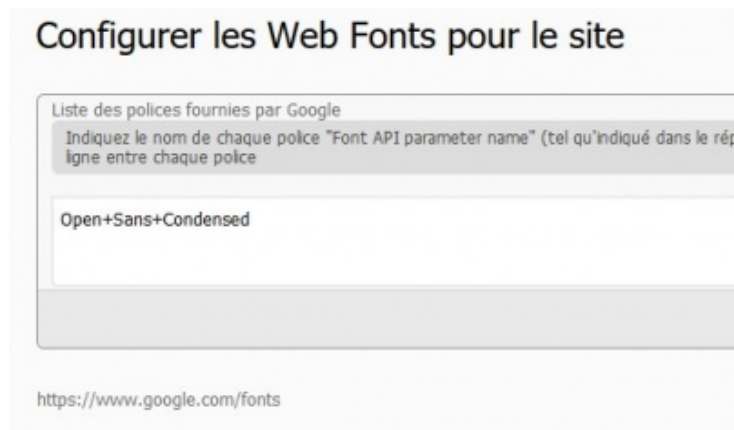 Configurer les Web Fonts pour le site
Liste des polices fournies par Google
Indiquez le nom de chaque police "Font API parameter name" (tel qu'indiqué dans le rép
ligne entre chaque police
Open+Sans+Condensed
https://www.google.com/fonts